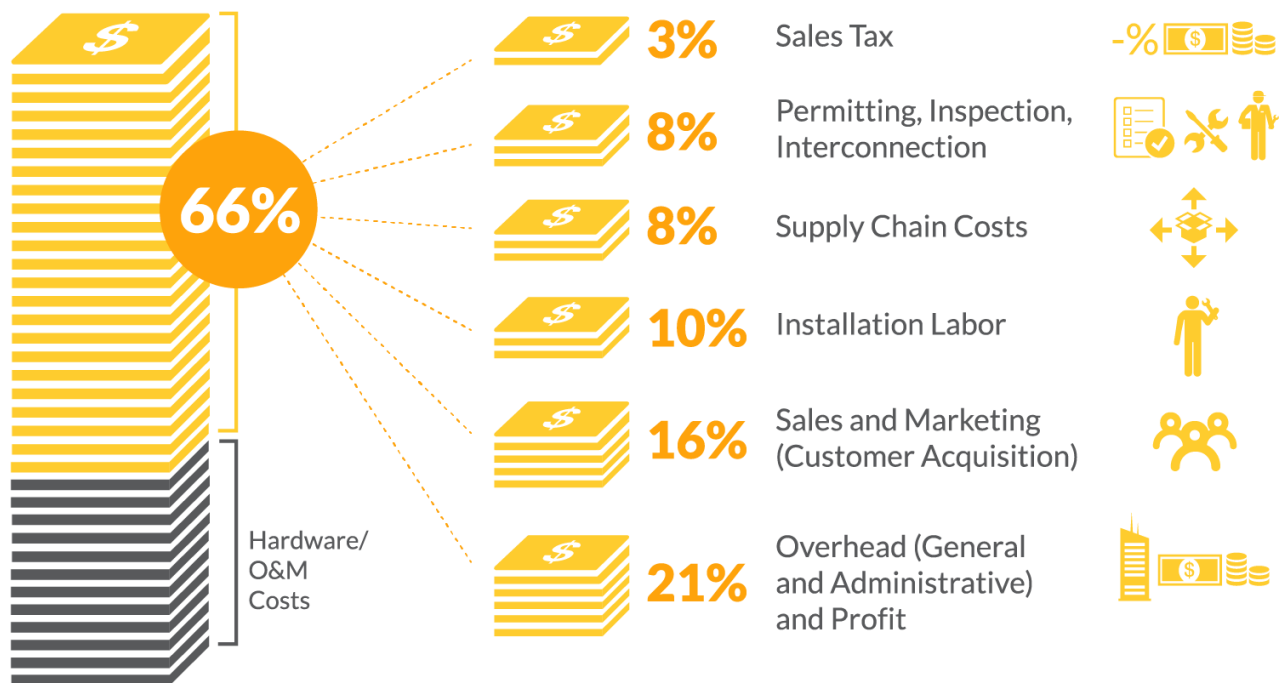 $
66%
Hardware/
O&M
Costs
$
3%
Sales Tax
-%
$
$
8%
Permitting, Inspection,
Interconnection
$
8%
Supply Chain Costs
$
10%
Installation Labor
$
16%
Sales and Marketing
(Customer Acquisition)
$
21%
Overhead (General
and Administrative)
and Profit
$